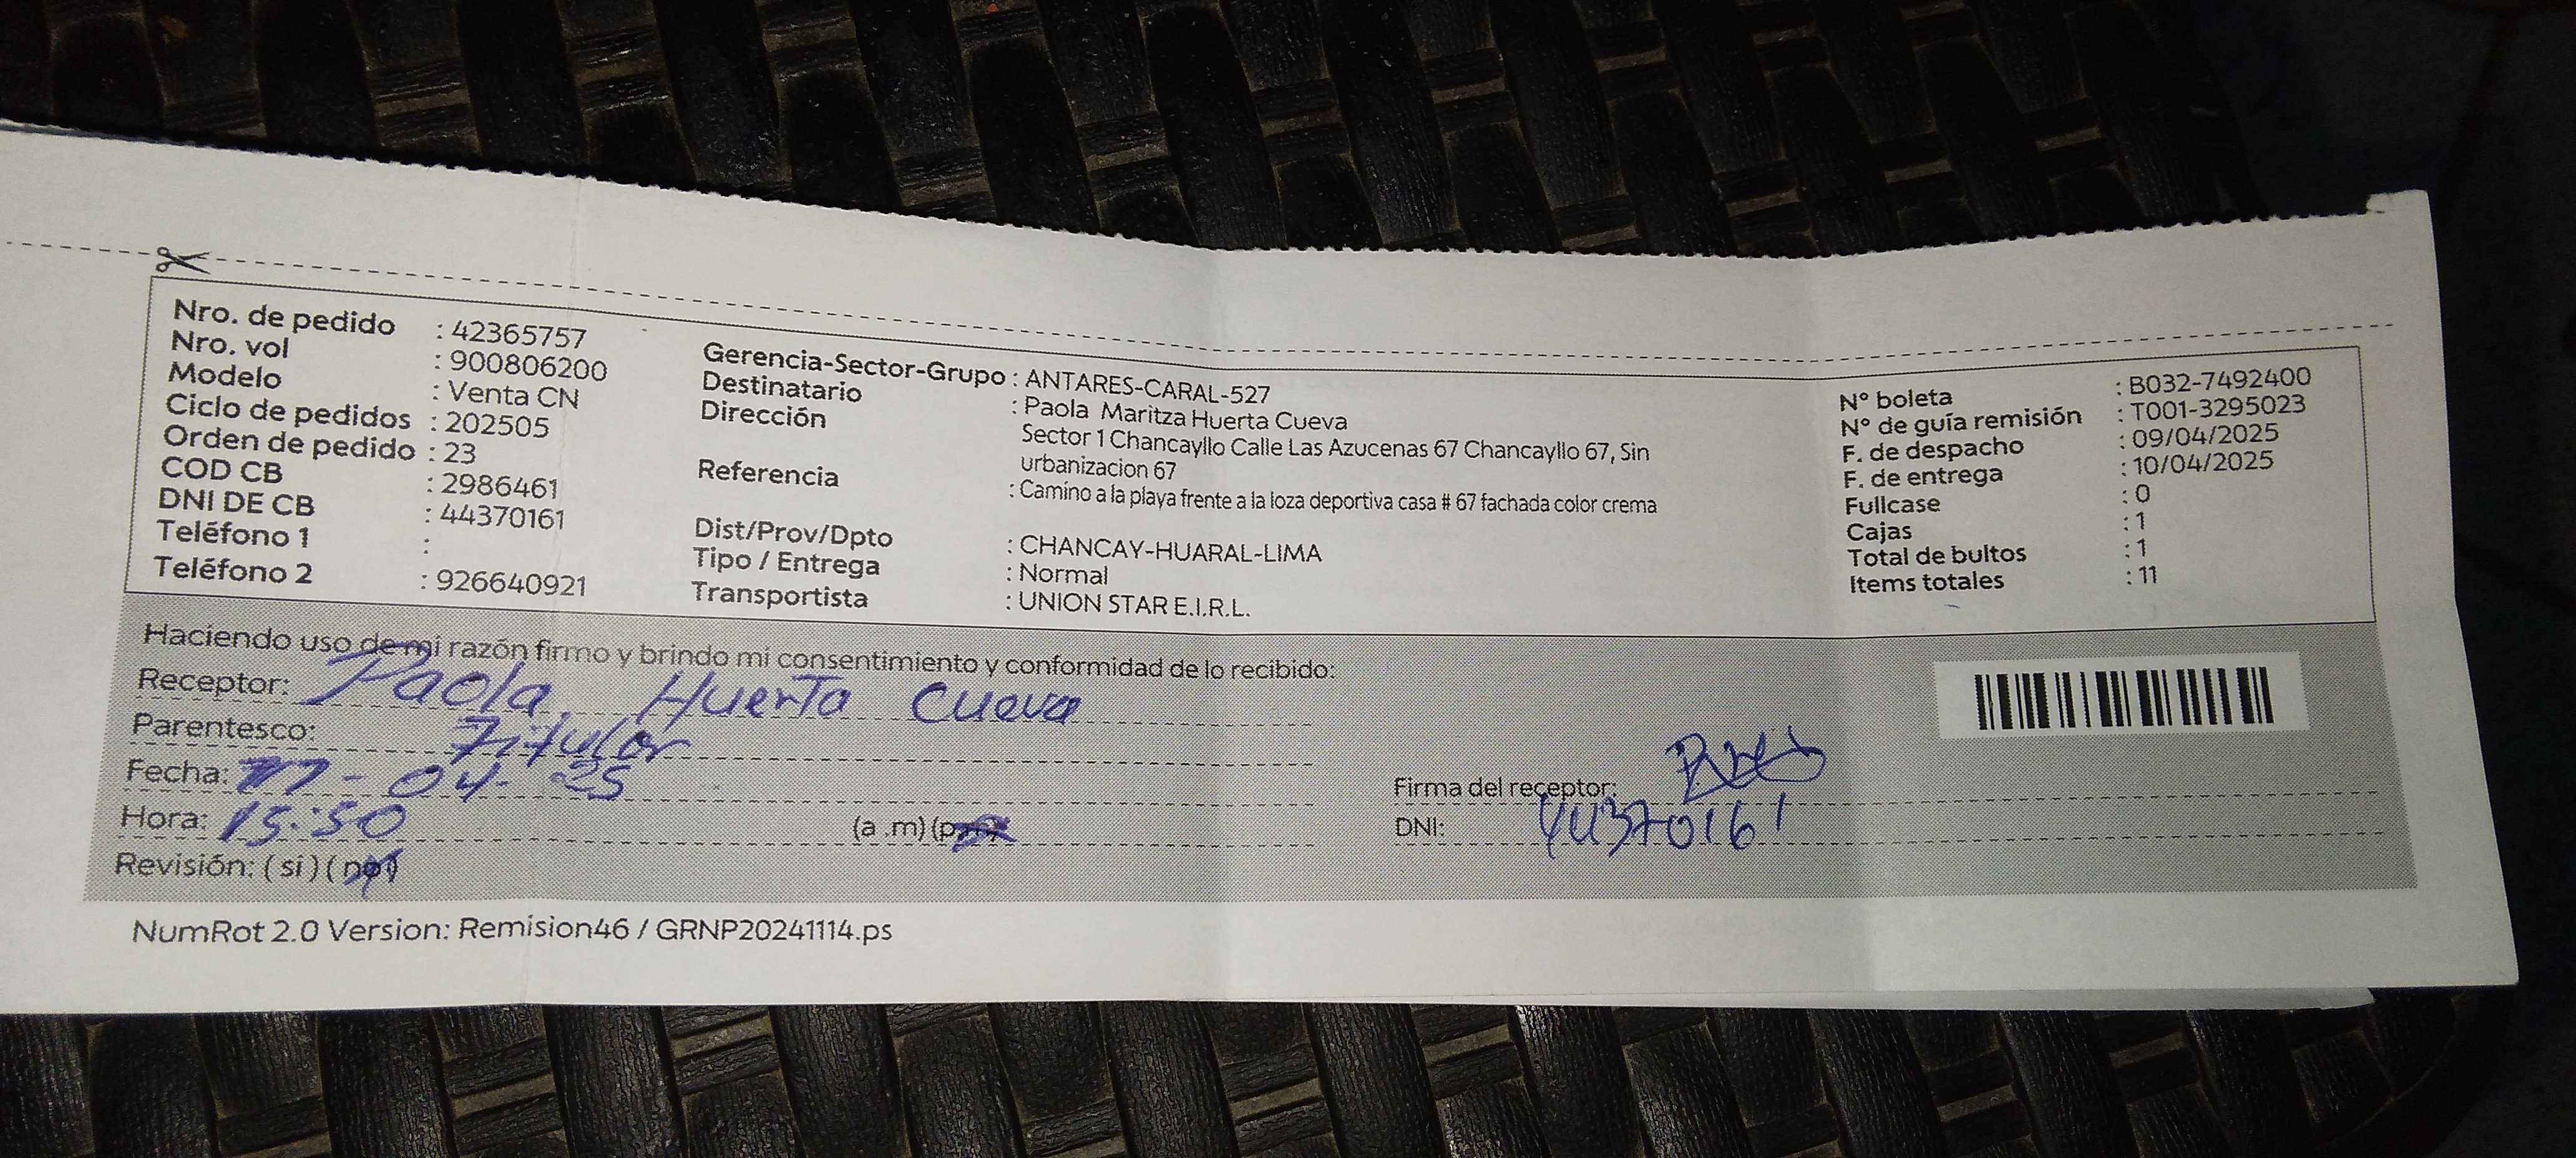 Nro. de pedido : 42365757
Nro. vol : 900806200
Modelo : Venta CN
Ciclo de pedidos : 202505
Orden de pedido : 23
COD CB : 2986461
DNI DE CB : 44370161
Teléfono 1 :
Teléfono 2 : 926640921
Gerencia-Sector-Grupo : ANTARES-CARAL-527
Destinatario : Paola Maritza Huerta Cueva
Dirección Sector 1 Chancayllo Calle Las Azucenas 67 Chancayllo 67, Sin
urbanizacion 67
Referencia : Camino a la playa frente a la loza deportiva casa # 67 fachada color crema
Dist/Prov/Dpto : CHANCAY-HUARAL-LIMA
Tipo / Entrega : Normal
Transportista : UNION STAR E.I.R.L.
N° boleta : B032-7492400
N° de guía remisión : T001-3295023
F. de despacho : 09/04/2025
F. de entrega : 10/04/2025
Fullcase : 0
Cajas : 1
Total de bultos : 1
Items totales : 11
Haciendo uso de mi razón firmo y brindo mi consentimiento y conformidad de lo recibido:
Receptor: Paola Huerta Cueva
Parentesco: Titular
Fecha: - 04 - 25
Hora: 15:50 (a .m) (p.m)
Revisión: ( si ) ( no )
Firma del receptor:
DNI: 44370161
NumRot 2.0 Version: Remision46 / GRNP20241114.ps